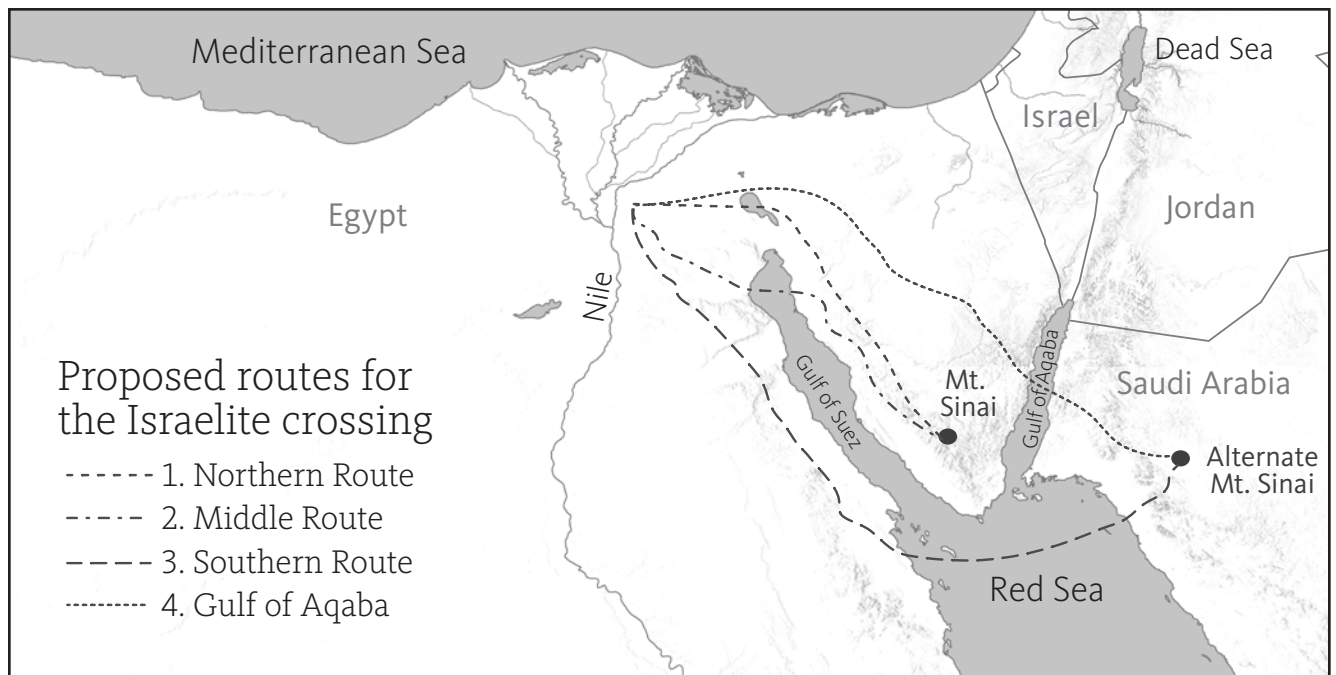 Mediterranean Sea
Dead Sea
Israel
Egypt
Jordan
Nile
Proposed routes for
the Israelite crossing
1. Northern Route
2. Middle Route
3. Southern Route
4. Gulf of Aqaba
Gulf of Suez
Mt.
Sinai
Gulf of Aqaba
Saudi Arabia
Alternate
Mt. Sinai
Red Sea